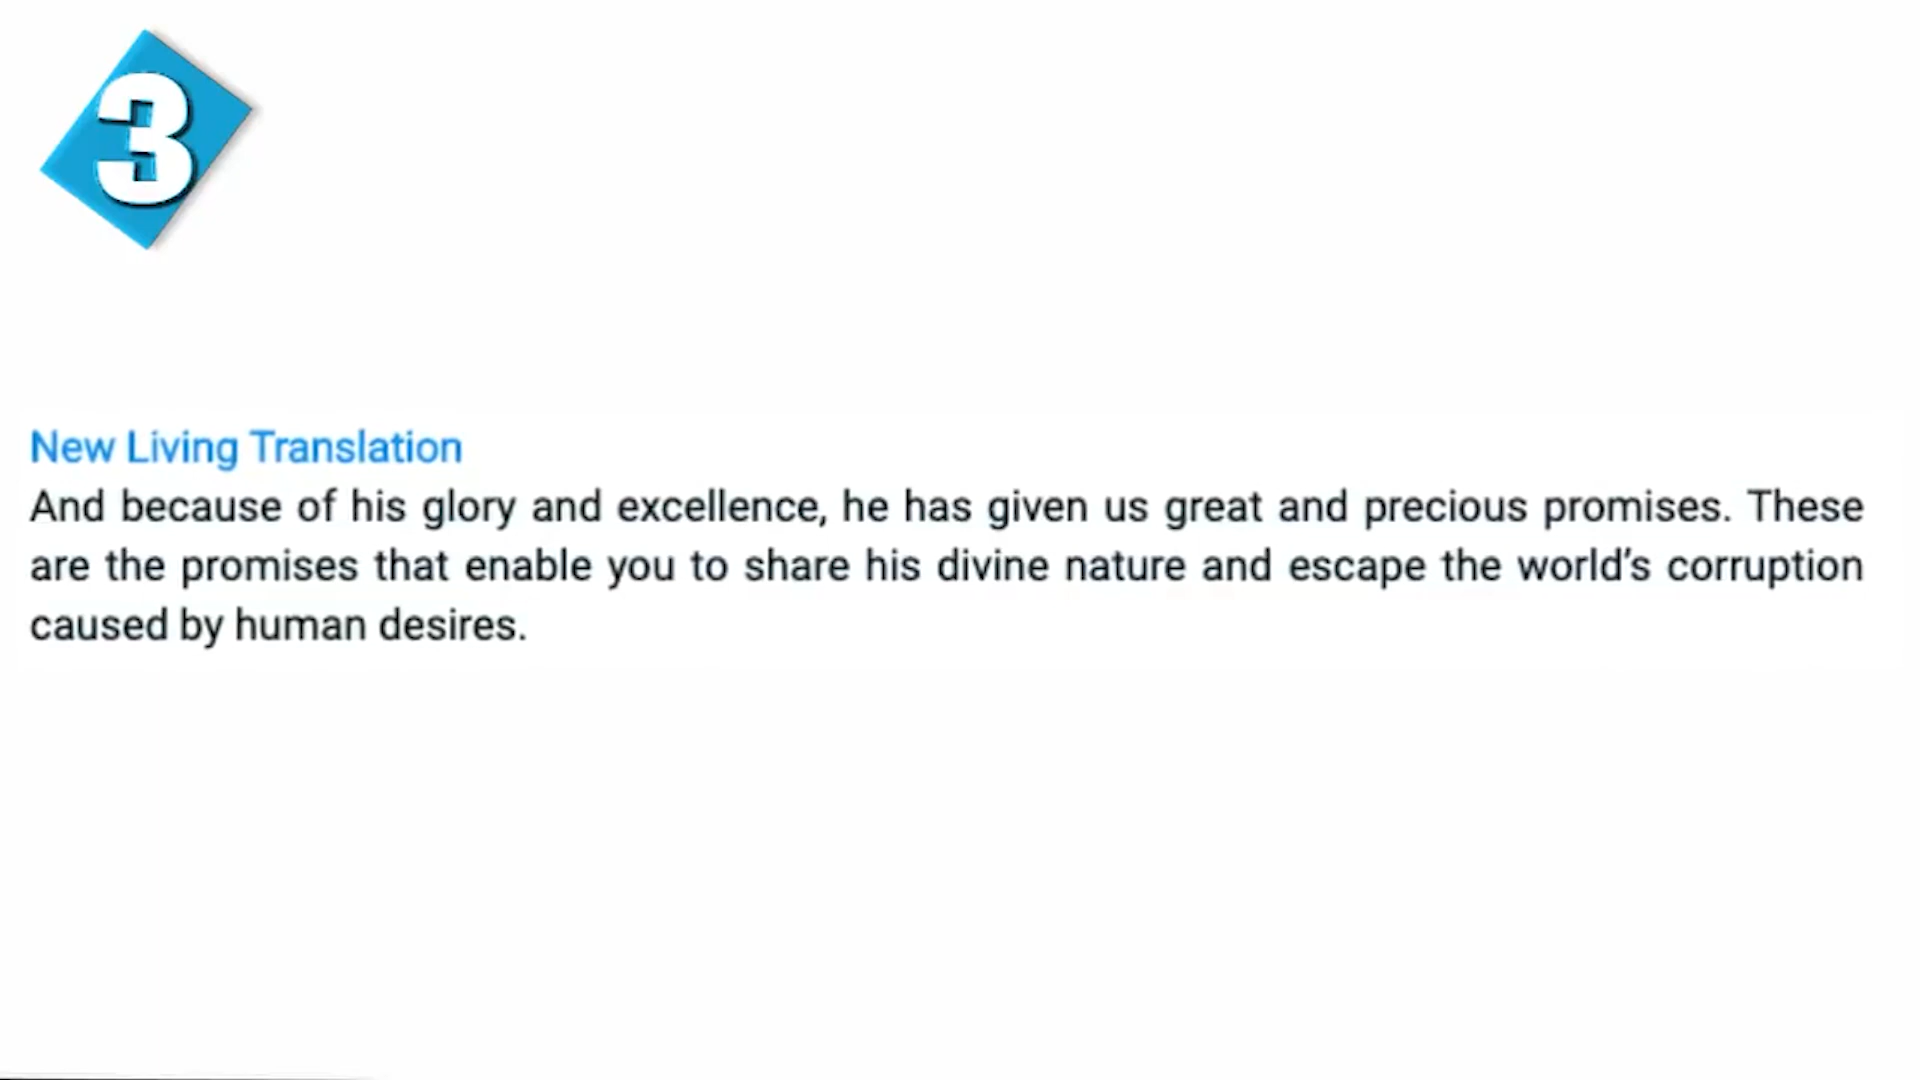 3
New Living Translation
And because of his glory and excellence, he has given us great and precious promises. These
are the promises that enable you to share his divine nature and escape the world’s corruption
caused by human desires.